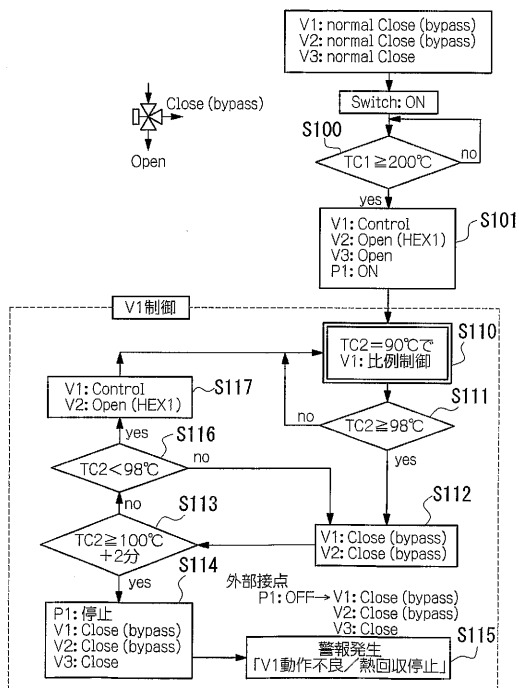 V1: normal Close (bypass)
V2: normal Close (bypass)
V3: normal Close
Switch: ON
Close (bypass)
Open
S100
TC1≧200℃
no
yes
S101
V1: Control
V2: Open (HEX1)
V3: Open
P1: ON
V1制御
S110
TC2=90℃で
V1: 比例制御
S117
V1: Control
V2: Open (HEX1)
S111
TC2≧98℃
no
yes
S116
TC2<98℃
yes
no
S112
V1: Close (bypass)
V2: Close (bypass)
S113
TC2≧100℃
+2分
no
yes
S114
P1: 停止
V1: Close (bypass)
V2: Close (bypass)
V3: Close
外部接点
P1: OFF→V1: Close (bypass)
V2: Close (bypass)
V3: Close
S115
警報発生
「V1動作不良/熱回収停止」